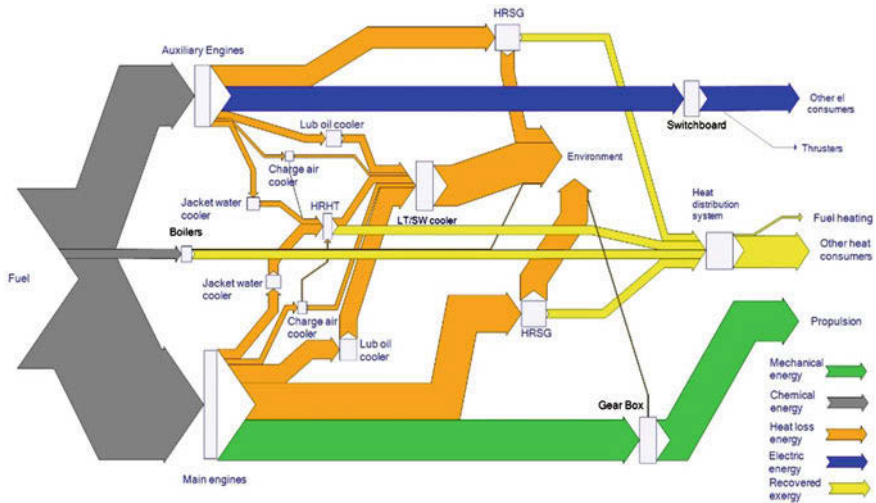 HRSG
Auxiliary Engines
Other el
consumers
Switchboard
Lub oil cooler
Thrusters
Environment
Charge air
cooler
Heat
distribution
system
Jacket water
cooler
HRHT
LT/SW cooler
Fuel heating
Boilers
Other heat
consumers
Fuel
Jacket water
cooler
Charge air
cooler
HRSG
Propulsion
Lub oil
cooler
Mechanical
energy
Gear Box
Chemical
energy
Heat loss
energy
Electric
energy
Main engines
Recovered
exergy